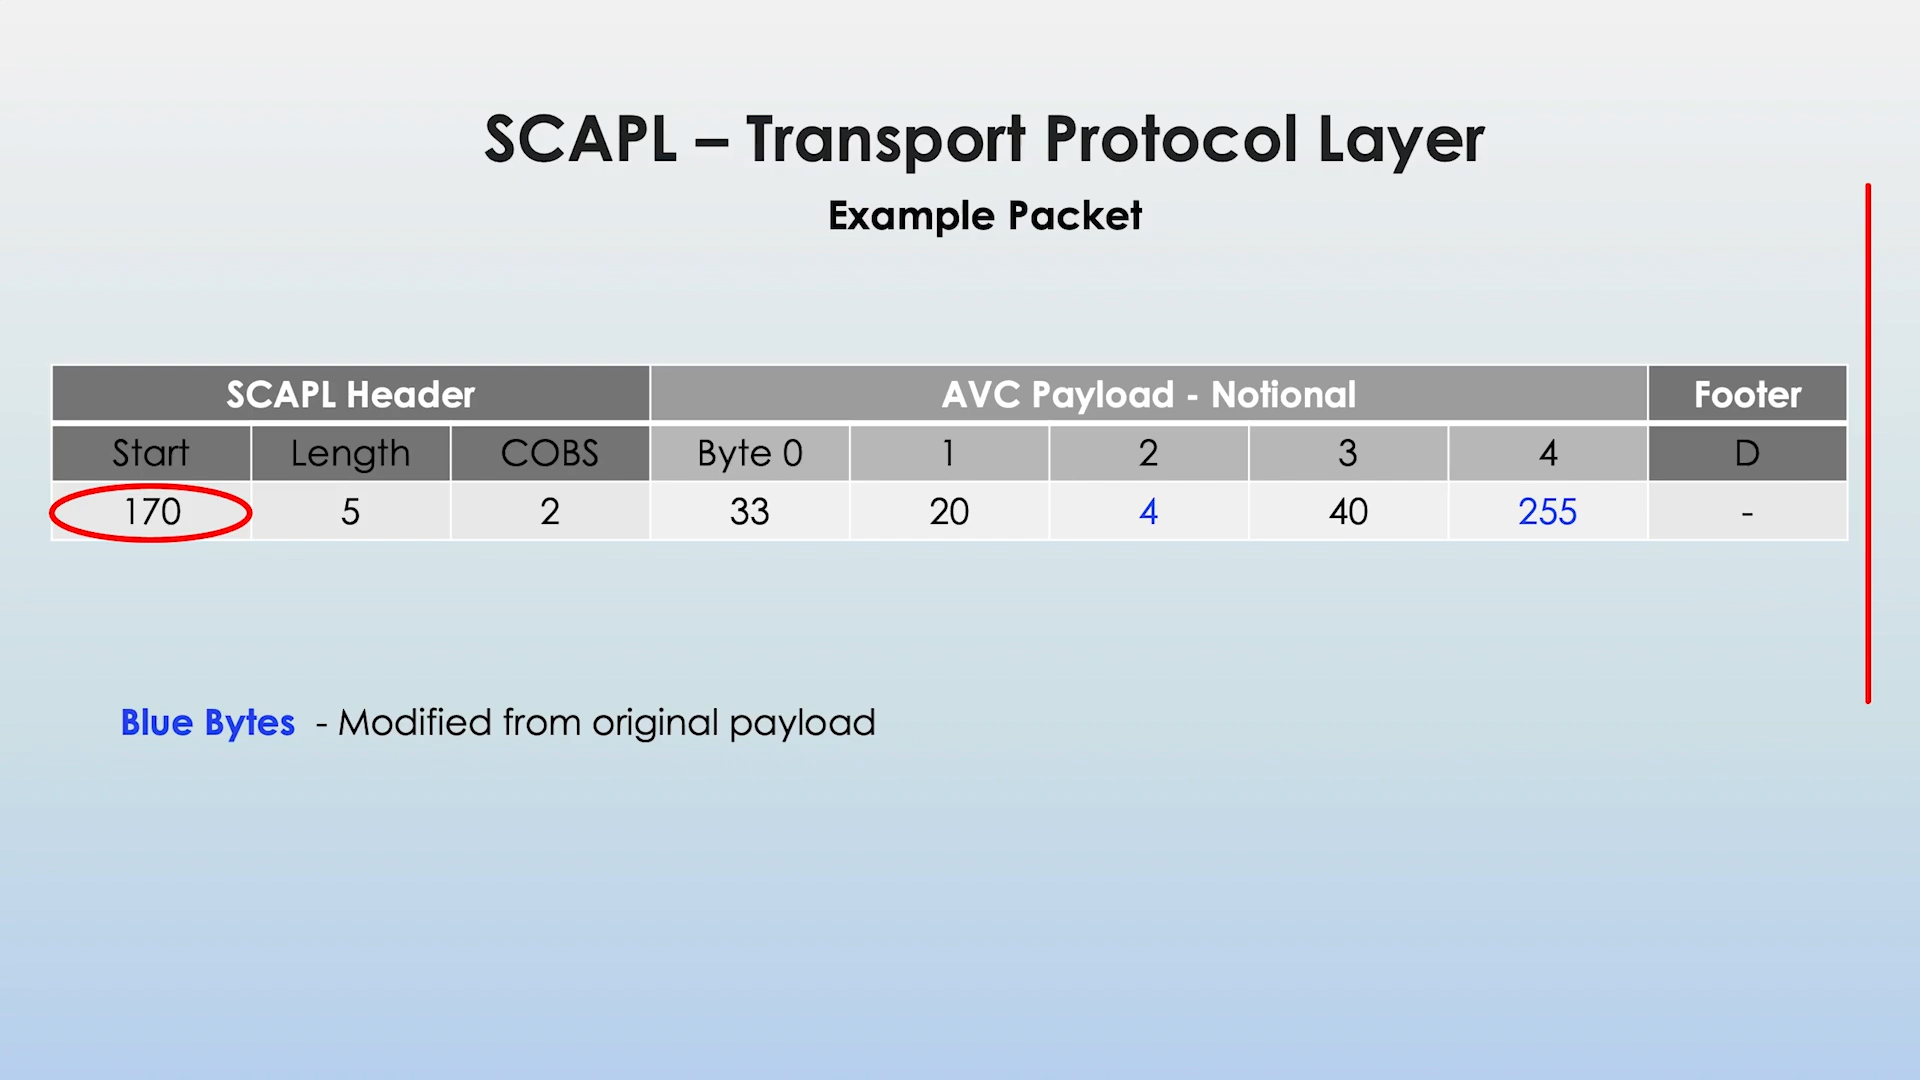 SCAPL – Transport Protocol Layer
Example Packet
SCAPL Header AVC Payload - Notional Footer
Start Length COBS Byte 0 1 2 3 4 D
170 5 2 33 20 4 40 255 -
Blue Bytes - Modified from original payload